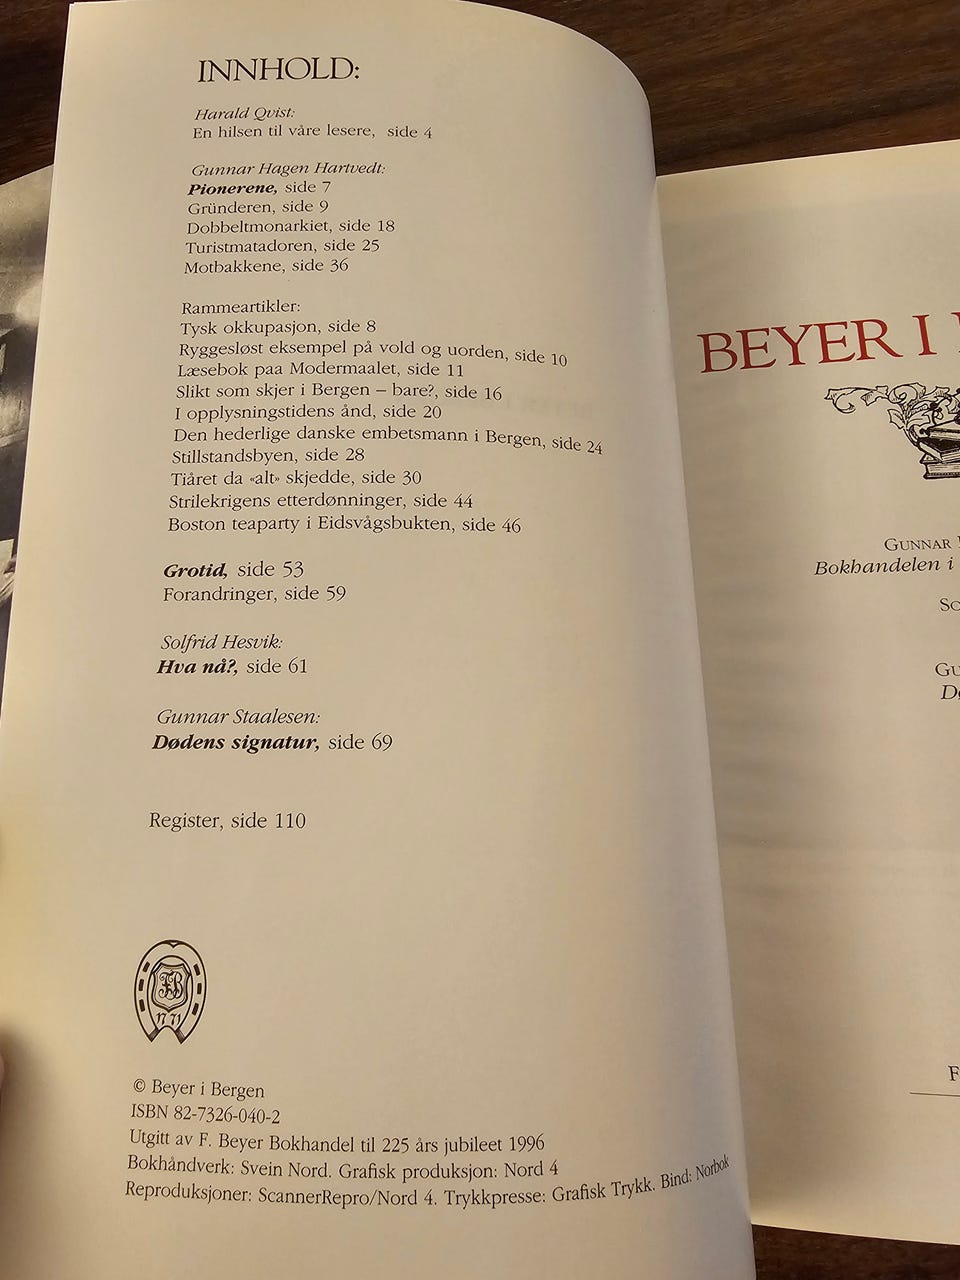 INNHOLD:
Harald Qvist:
En hilsen til våre lesere, side 4
Gunnar Hagen Hartvedt:
Pionerene, side 7
Gründeren, side 9
Dobbeltmonarkiet, side 18
Turistmatadoren, side 25
Motbakkene, side 36
Rammeartikler:
Tysk okkupasjon, side 8
Ryggesløst eksempel på vold og uorden, side 10
Læsebok paa Modermaalet, side 11
Slikt som skjer i Bergen – bare?, side 16
I opplysningstidens ånd, side 20
Den hederlige danske embetsmann i Bergen, side 24
Stillstandsbyen, side 28
Tiåret da «alt» skjedde, side 30
Strilekrigens etterdønninger, side 44
Boston teaparty i Eidsvågsbukten, side 46
Grotid, side 53
Forandringer, side 59
Solfrid Hesvik:
Hva nå?, side 61
Gunnar Staalesen:
Dødens signatur, side 69
Register, side 110
FB
17 71
© Beyer i Bergen
ISBN 82-7326-040-2
Utgitt av F. Beyer Bokhandel til 225 års jubileet 1996
Bokhåndverk: Svein Nord. Grafisk produksjon: Nord 4
Reproduksjoner: ScannerRepro/Nord 4. Trykkpresse: Grafisk Trykk. Bind: Norbok
BEYER I
GUNNAR
Bokhandelen i